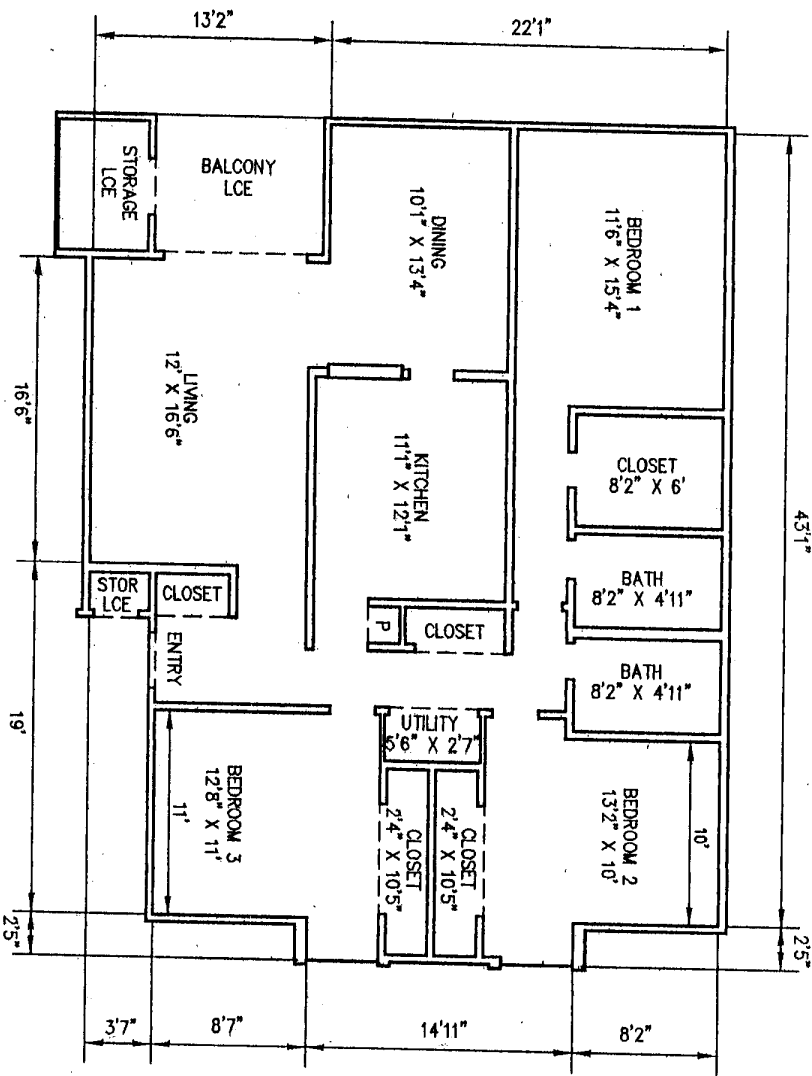 13'2"
22'1"
STORAGE
LCE
BALCONY
LCE
DINING
10'1" X 13'4"
BEDROOM 1
11'6" X 15'4"
16'6"
LIVING
12' X 16'6"
KITCHEN
11'1" X 12'1"
CLOSET
8'2" X 6'
43'1"
BATH
8'2" X 4'11"
STOR
LCE
CLOSET
P
CLOSET
ENTRY
BATH
8'2" X 4'11"
19'
UTILITY
5'6" X 2'7"
11'
BEDROOM 3
12'8" X 11'
CLOSET
2'4" X 10'5"
CLOSET
2'4" X 10'5"
BEDROOM 2
13'2" X 10'
10'
2'5"
2'5"
3'7"
8'7"
14'11"
8'2"